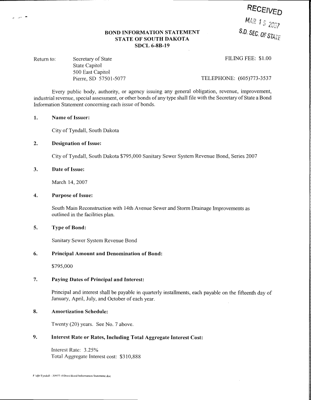 RECEIVED
MAR 19 2007
S.D. SEC. OF STATE
BOND INFORMATION STATEMENT
STATE OF SOUTH DAKOTA
SDCL 6-8B-19
Return to: Secretary of State FILING FEE: $1.00
State Capitol
500 East Capitol
Pierre, SD 57501-5077 TELEPHONE: (605)773-3537
Every public body, authority, or agency issuing any general obligation, revenue, improvement,
industrial revenue, special assessment, or other bonds of any type shall file with the Secretary of State a Bond
Information Statement concerning each issue of bonds.
1. Name of Issuer:
City of Tyndall, South Dakota
2. Designation of Issue:
City of Tyndall, South Dakota $795,000 Sanitary Sewer System Revenue Bond, Series 2007
3. Date of Issue:
March 14, 2007
4. Purpose of Issue:
South Main Reconstruction with 14th Avenue Sewer and Storm Drainage Improvements as
outlined in the facilities plan.
5. Type of Bond:
Sanitary Sewer System Revenue Bond
6. Principal Amount and Denomination of Bond:
$795,000
7. Paying Dates of Principal and Interest:
Principal and interest shall be payable in quarterly installments, each payable on the fifteenth day of
January, April, July, and October of each year.
8. Amortization Schedule:
Twenty (20) years. See No. 7 above.
9. Interest Rate or Rates, Including Total Aggregate Interest Cost:
Interest Rate: 3.25%
Total Aggregate Interest cost: $310,888